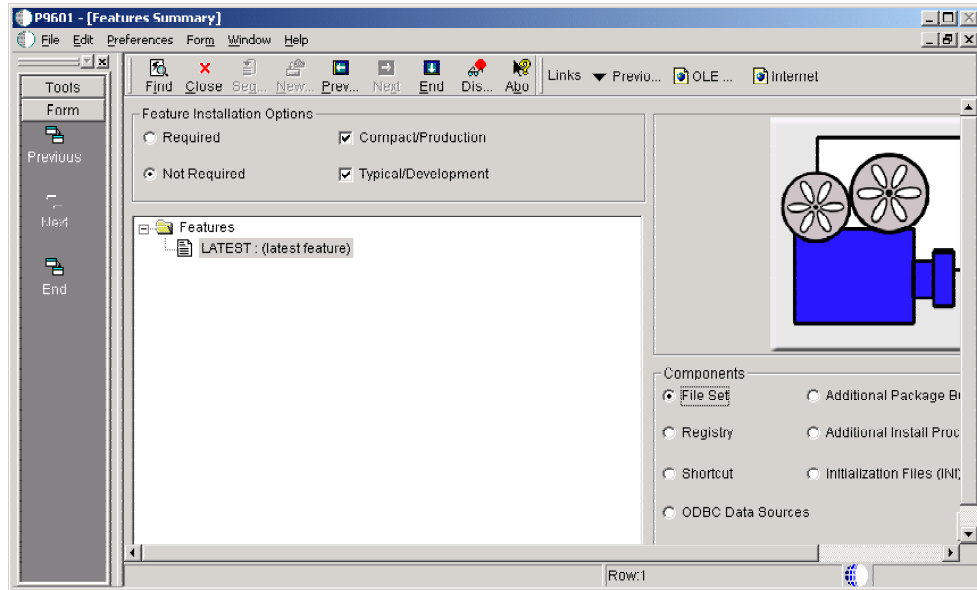 P9601 - [Features Summary]
File Edit Preferences Form Window Help
Tools
Form
Previous
Next
End
Find Close Seq... New... Prev... Next End Dis... Abo
Links Previo... OLE ... Internet
Feature Installation Options
Required
Compact/Production
Not Required
Typical/Development
Features
LATEST : (latest feature)
Components
File Set
Additional Package
Registry
Additional Install Proc
Shortcut
Initialization Files (INI)
ODBC Data Sources
Row:1